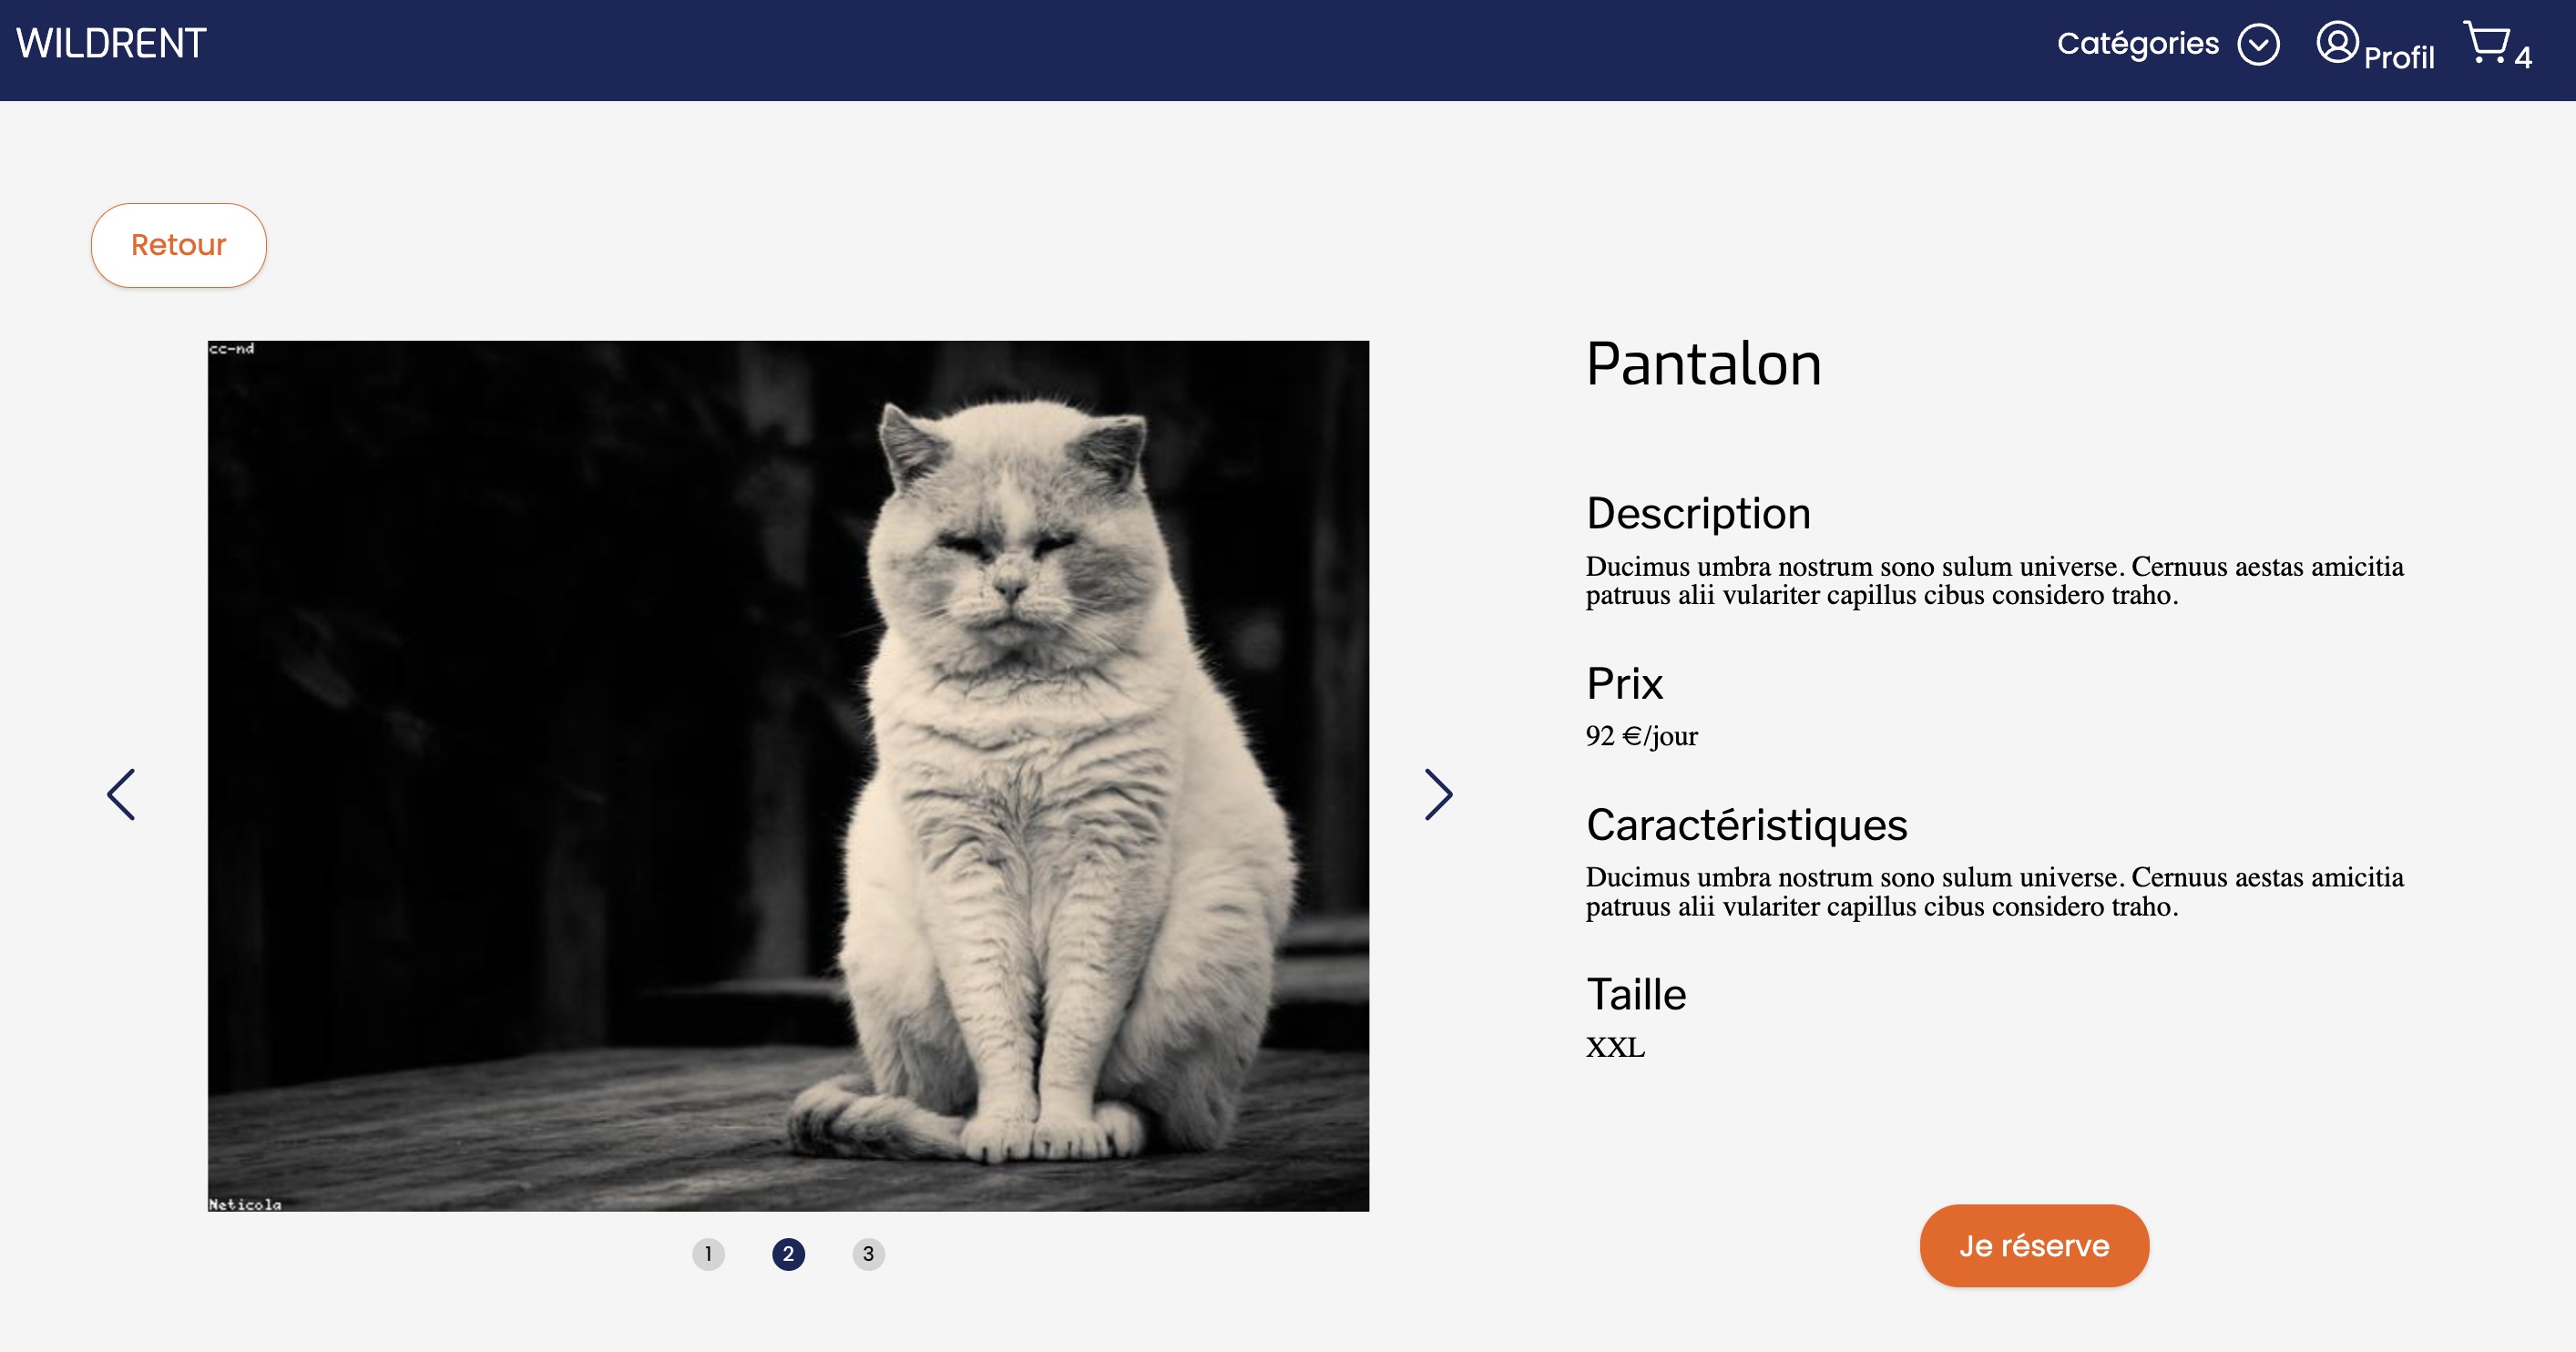 WILDRENT
Catégories
Profil
4
Retour
cc-nd
Neticola
1
2
3
Pantalon
Description
Ducimus umbra nostrum sono sulum universe. Cernuus aestas amicitia
patruus alii vulariter capillus cibus considero traho.
Prix
92 €/jour
Caractéristiques
Ducimus umbra nostrum sono sulum universe. Cernuus aestas amicitia
patruus alii vulariter capillus cibus considero traho.
Taille
XXL
Je réserve